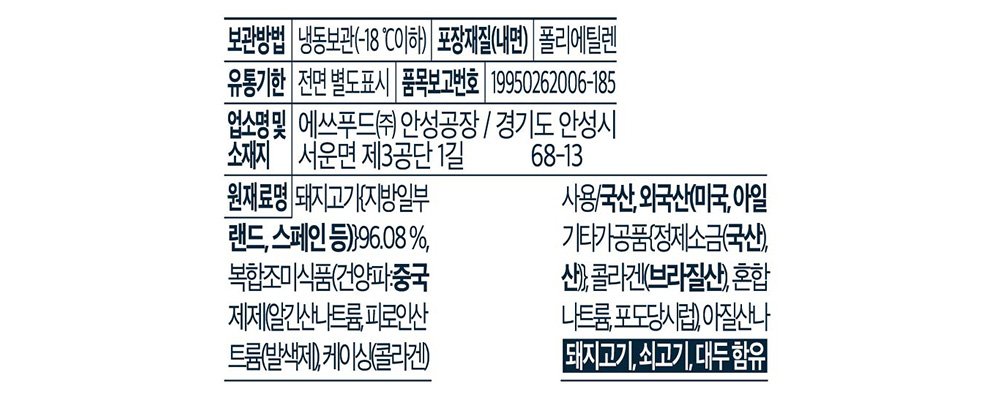 보관방법 냉동보관(-18 ℃이하) 포장재질(내면) 폴리에틸렌
유통기한 전면 별도표시 품목보고번호 19950262006-185
업소명 및 에쓰푸드㈜ 안성공장 / 경기도 안성시
소재지 서운면 제3공단 1길 68-13
원재료명 돼지고기{지방일부 사용/국산, 외국산(미국, 아일
랜드, 스페인 등)}96.08 %, 기타가공품{정제소금(국산),
복합조미식품(건양파:중국 산)}, 콜라겐(브라질산), 혼합
제제(알긴산나트륨, 피로인산 나트륨, 포도당시럽), 아질산나
트륨(발색제), 케이싱(콜라겐)
돼지고기, 쇠고기, 대두 함유